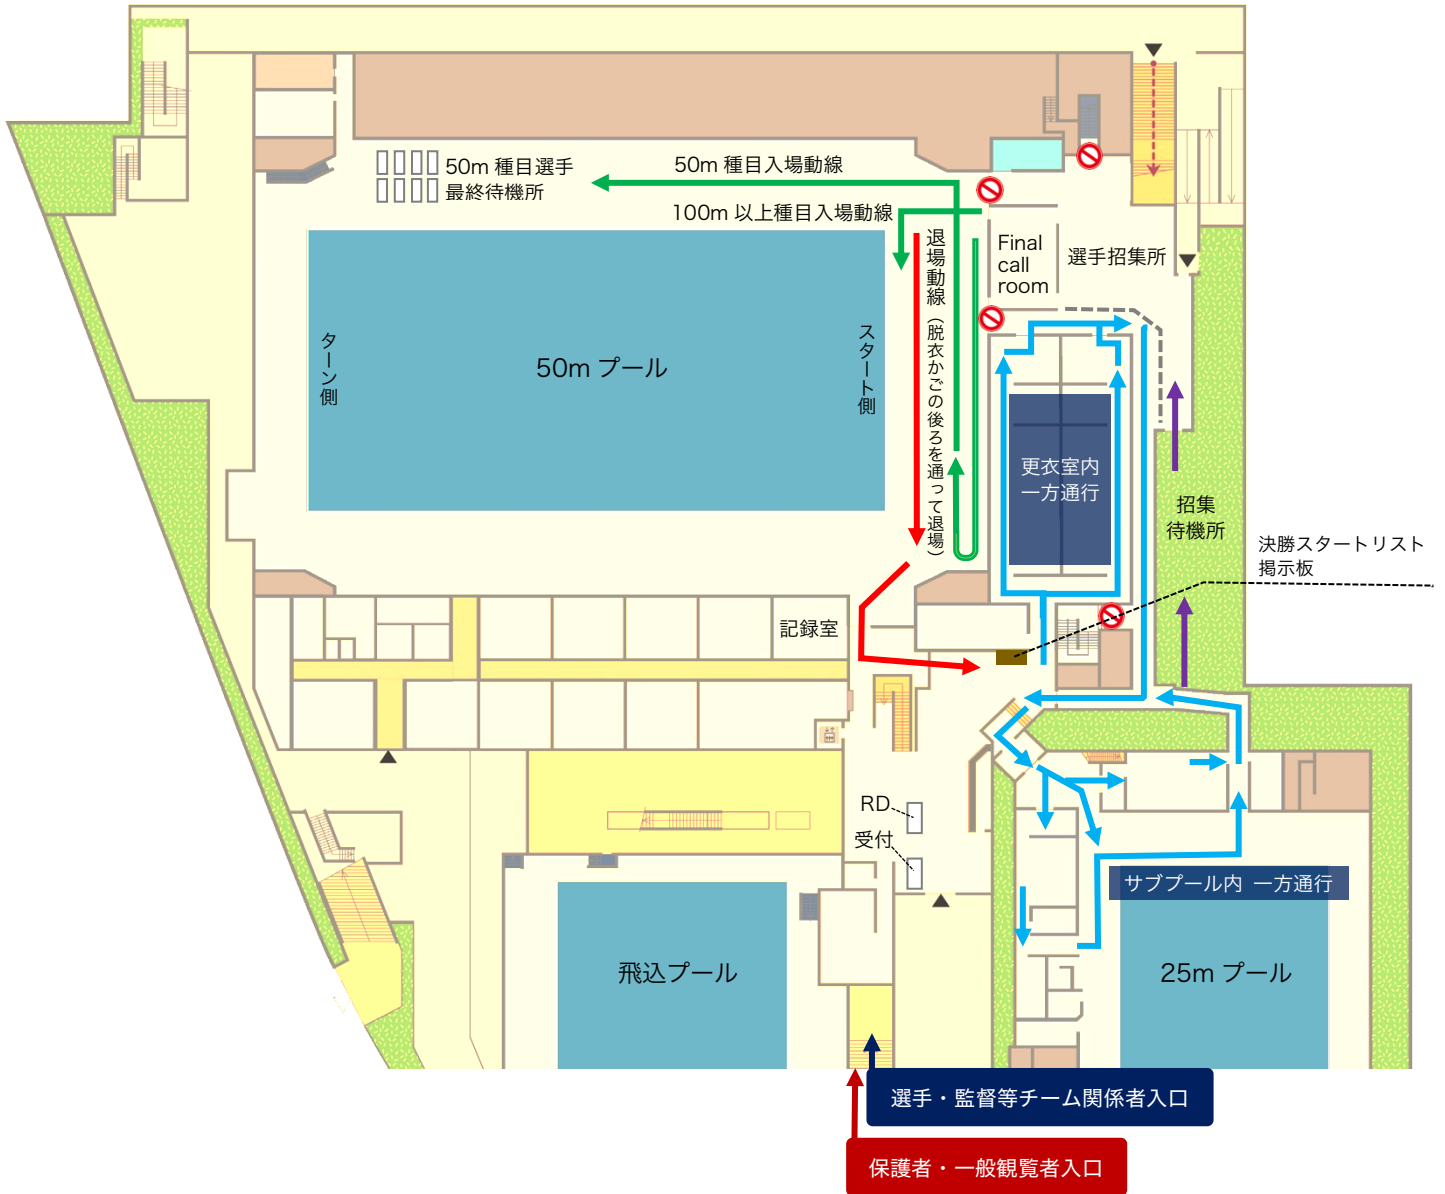 50m 種目選手
最終待機所
50m 種目入場動線
100m 以上種目入場動線
Final
call
room
選手招集所
退場動線（脱衣かごの後ろを通って退場）
ターン側
50m プール
スタート側
更衣室内
一方通行
招集
待機所
決勝スタートリスト
掲示板
記録室
RD
受付
サブプール内 一方通行
飛込プール
25m プール
選手・監督等チーム関係者入口
保護者・一般観覧者入口